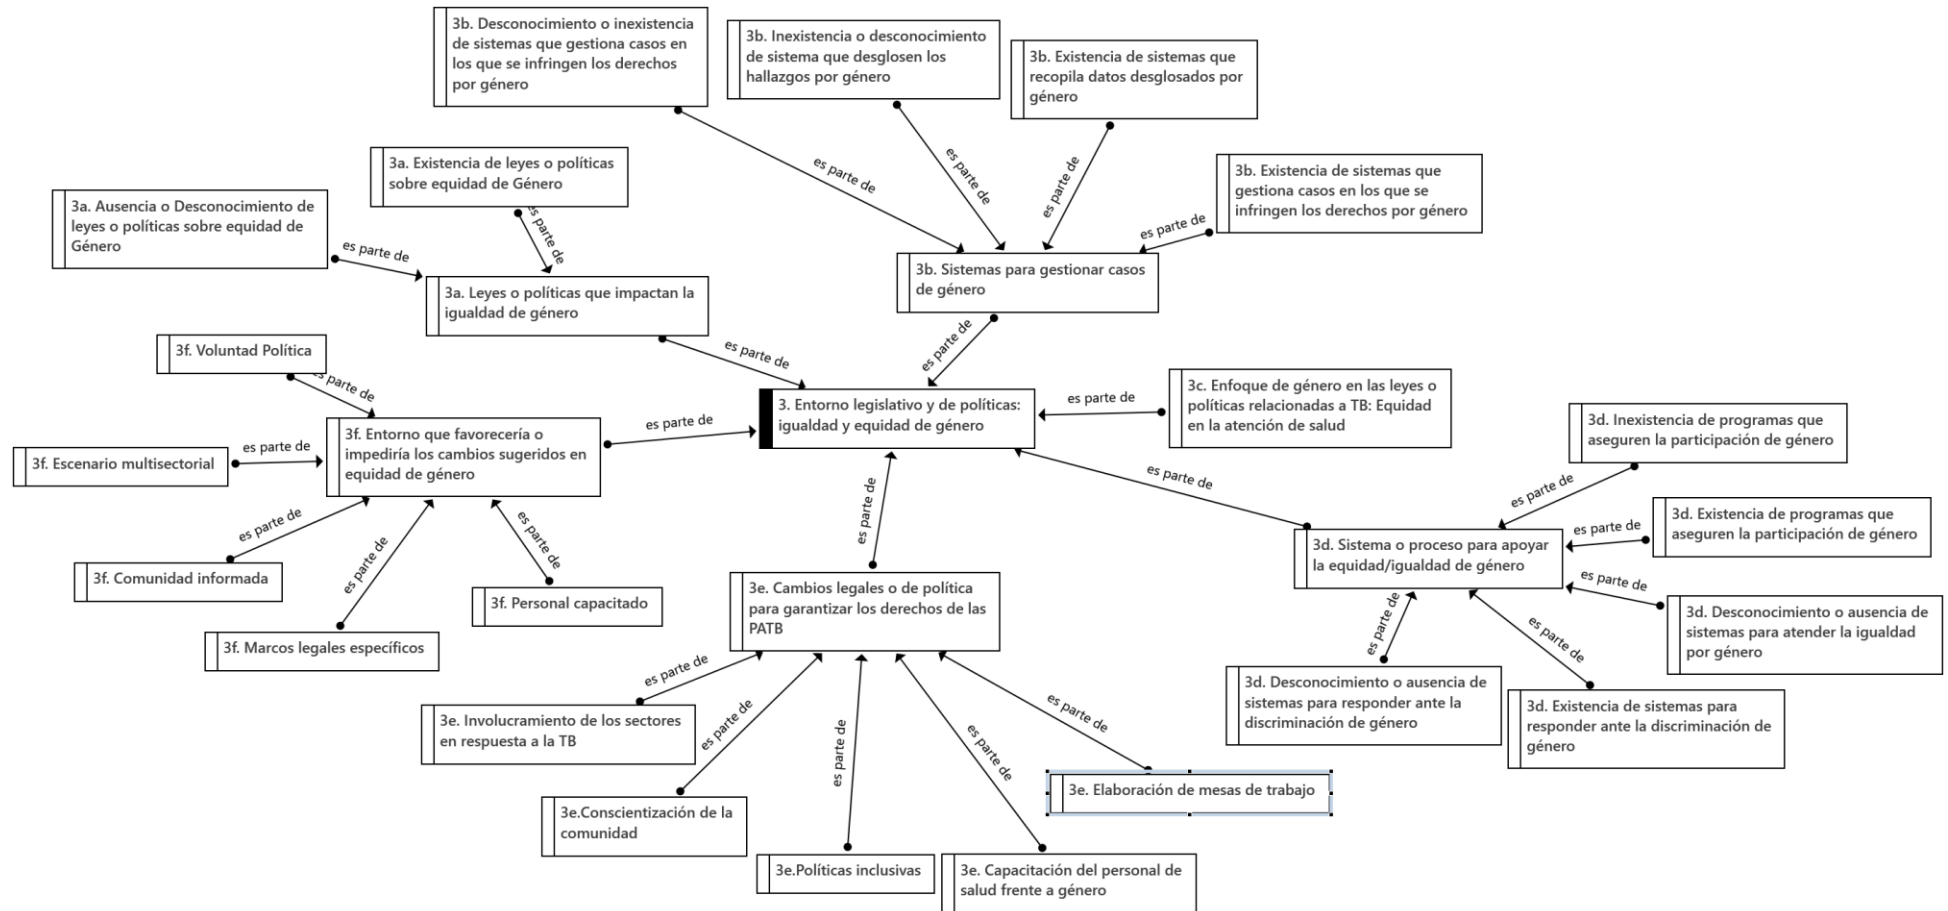 3b. Desconocimiento o inexistencia
de sistemas que gestiona casos en
los que se infringen los derechos
por género
3b. Inexistencia o desconocimiento
de sistema que desglosen los
hallazgos por género
3b. Existencia de sistemas que
recopila datos desglosados por
género
3b. Existencia de sistemas que
gestiona casos en los que se
infringen los derechos por género
es parte de
es parte de
es parte de
es parte de
3a. Existencia de leyes o políticas
sobre equidad de Género
3a. Ausencia o Desconocimiento de
leyes o políticas sobre equidad de
Género
es parte de
es parte de
3b. Sistemas para gestionar casos
de género
3a. Leyes o políticas que impactan la
igualdad de género
es parte de
es parte de
3f. Voluntad Política
es parte de
3. Entorno legislativo y de políticas:
igualdad y equidad de género
es parte de
3c. Enfoque de género en las leyes o
políticas relacionadas a TB: Equidad
en la atención de salud
3f. Entorno que favorecería o
impediría los cambios sugeridos en
equidad de género
es parte de
3f. Escenario multisectorial
es parte de
3d. Inexistencia de programas que
aseguren la participación de género
es parte de
es parte de
3d. Existencia de programas que
aseguren la participación de género
es parte de
3d. Sistema o proceso para apoyar
la equidad/igualdad de género
es parte de
3d. Desconocimiento o ausencia de
sistemas para atender la igualdad
por género
es parte de
es parte de
es parte de
3f. Comunidad informada
3f. Personal capacitado
3f. Marcos legales específicos
es parte de
3e. Cambios legales o de política
para garantizar los derechos de las
PATB
es parte de
es parte de
3d. Desconocimiento o ausencia de
sistemas para responder ante la
discriminación de género
3d. Existencia de sistemas para
responder ante la discriminación de
género
es parte de
es parte de
es parte de
es parte de
es parte de
3e. Involucramiento de los sectores
en respuesta a la TB
3e. Elaboración de mesas de trabajo
3e.Conscientización de la
comunidad
3e.Políticas inclusivas
3e. Capacitación del personal de
salud frente a género